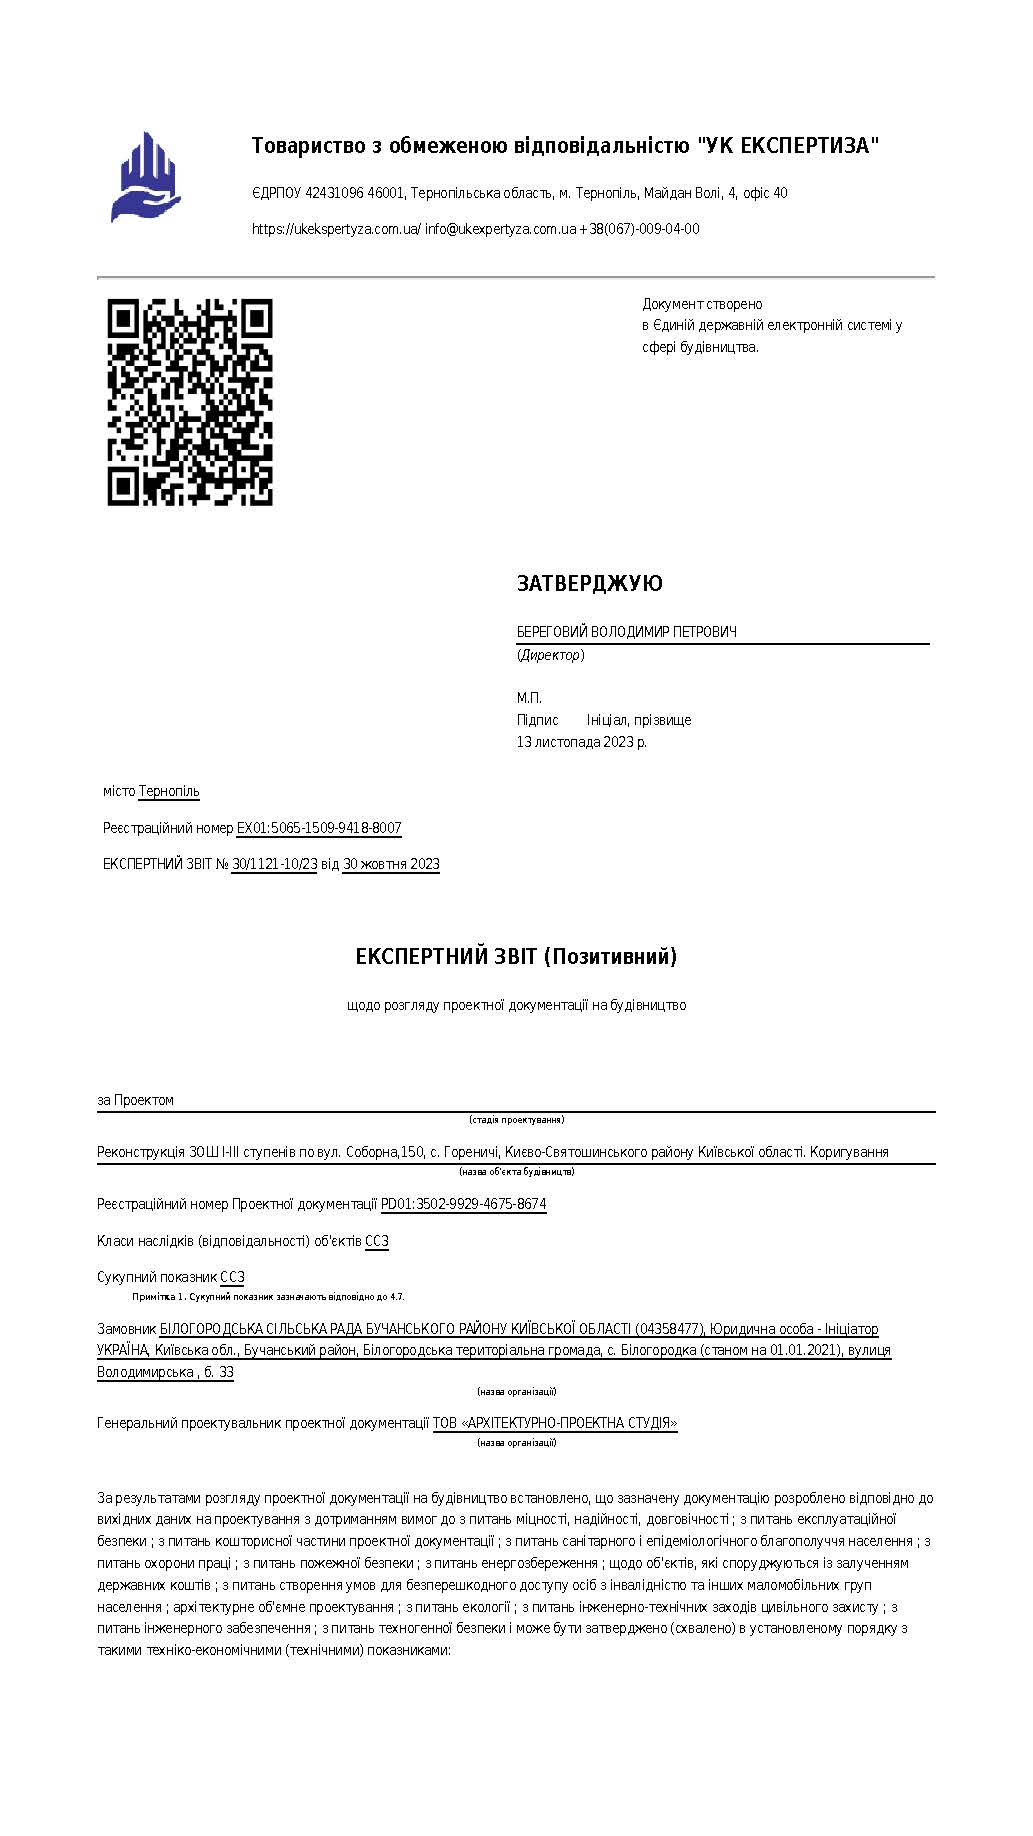 Товариство з обмеженою відповідальністю "УК ЕКСПЕРТИЗА"
ЄДРПОУ 42431096 46001, Тернопільська область, м. Тернопіль, Майдан Волі, 4, офіс 40
https://ukekspertyza.com.ua/ info@ukexpertyza.com.ua +38(067)-009-04-00
Документ створено
в Єдиній державній електронній системі у
сфері будівництва.
ЗАТВЕРДЖУЮ
БЕРЕГОВИЙ ВОЛОДИМИР ПЕТРОВИЧ
(Директор)
М.П.
Підпис Ініціал, прізвище
13 листопада 2023 р.
місто Тернопіль
Реєстраційний номер EX01:5065-1509-9418-8007
ЕКСПЕРТНИЙ ЗВІТ № 30/1121-10/23 від 30 жовтня 2023
ЕКСПЕРТНИЙ ЗВІТ (Позитивний)
щодо розгляду проектної документації на будівництво
за Проектом
(стадія проектування)
Реконструкція ЗОШ І-ІІІ ступенів по вул. Соборна,150, с. Гореничі, Києво-Святошинського району Київської області. Коригування
(назва об'єкта будівництва)
Реєстраційний номер Проектної документації PD01:3502-9929-4675-8674
Класи наслідків (відповідальності) об'єктів СС3
Сукупний показник СС3
Примітка 1. Сукупний показник зазначають відповідно до 4.7.
Замовник БІЛОГОРОДСЬКА СІЛЬСЬКА РАДА БУЧАНСЬКОГО РАЙОНУ КИЇВСЬКОЇ ОБЛАСТІ (04358477), Юридична особа - Ініціатор
УКРАЇНА, Київська обл., Бучанський район, Білогородська територіальна громада, с. Білогородка (станом на 01.01.2021), вулиця
Володимирська , б. 33
(назва організації)
Генеральний проектувальник проектної документації ТОВ «АРХІТЕКТУРНО-ПРОЕКТНА СТУДІЯ»
(назва організації)
За результатами розгляду проектної документації на будівництво встановлено, що зазначену документацію розроблено відповідно до
вихідних даних на проектування з дотриманням вимог до з питань міцності, надійності, довговічності ; з питань експлуатаційної
безпеки ; з питань кошторисної частини проектної документації ; з питань санітарного і епідеміологічного благополуччя населення ; з
питань охорони праці ; з питань пожежної безпеки ; з питань енергозбереження ; щодо об'єктів, які споруджуються із залученням
державних коштів ; з питань створення умов для безперешкодного доступу осіб з інвалідністю та інших маломобільних груп
населення ; архітектурне об'ємне проектування ; з питань екології ; з питань інженерно-технічних заходів цивільного захисту ; з
питань інженерного забезпечення ; з питань техногенної безпеки і може бути затверджено (схвалено) в установленому порядку з
такими техніко-економічними (технічними) показниками: